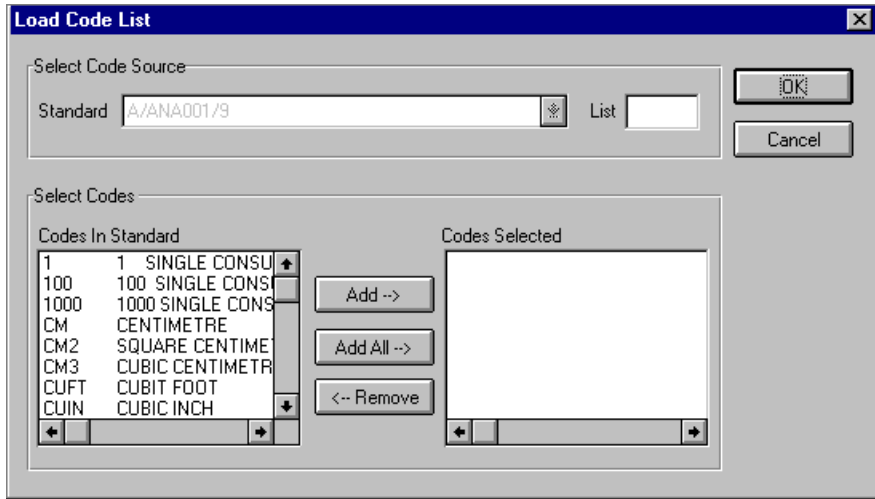 Load Code List
Select Code Source
Standard A/ANA001/9 List
OK
Cancel
Select Codes
Codes In Standard
Codes Selected
1 1 SINGLE CONSU
100 100 SINGLE CONSU
1000 1000 SINGLE CONS
CM CENTIMETRE
CM2 SQUARE CENTIME
CM3 CUBIC CENTIMETR
CUFT CUBIT FOOT
CUIN CUBIC INCH
Add -->
Add All -->
<-- Remove